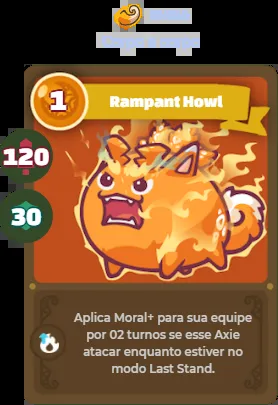 1
Rampant Howl
120
30
Aplica Moral+ para sua equipe
por 02 turnos se esse Axie
atacar enquanto estiver no
modo Last Stand.